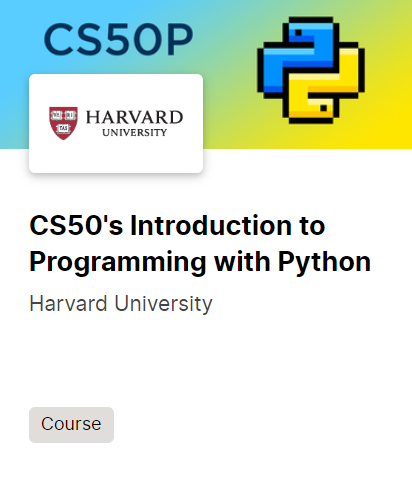 CS50P
VE RI TAS
HARVARD
UNIVERSITY
CS50's Introduction to
Programming with Python
Harvard University
Course